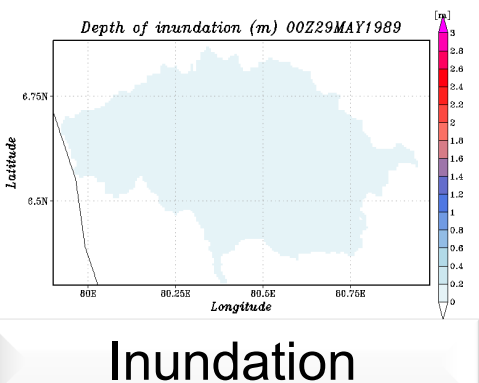 Depth of inundation (m) 00Z29MAY1989
[m]
3
2.8
2.6
2.4
2.2
2
1.8
1.6
1.4
1.2
1
0.8
0.6
0.4
0.2
0
6.75N
6.5N
Latitude
80E
80.25E
80.5E
80.75E
Longitude
Inundation